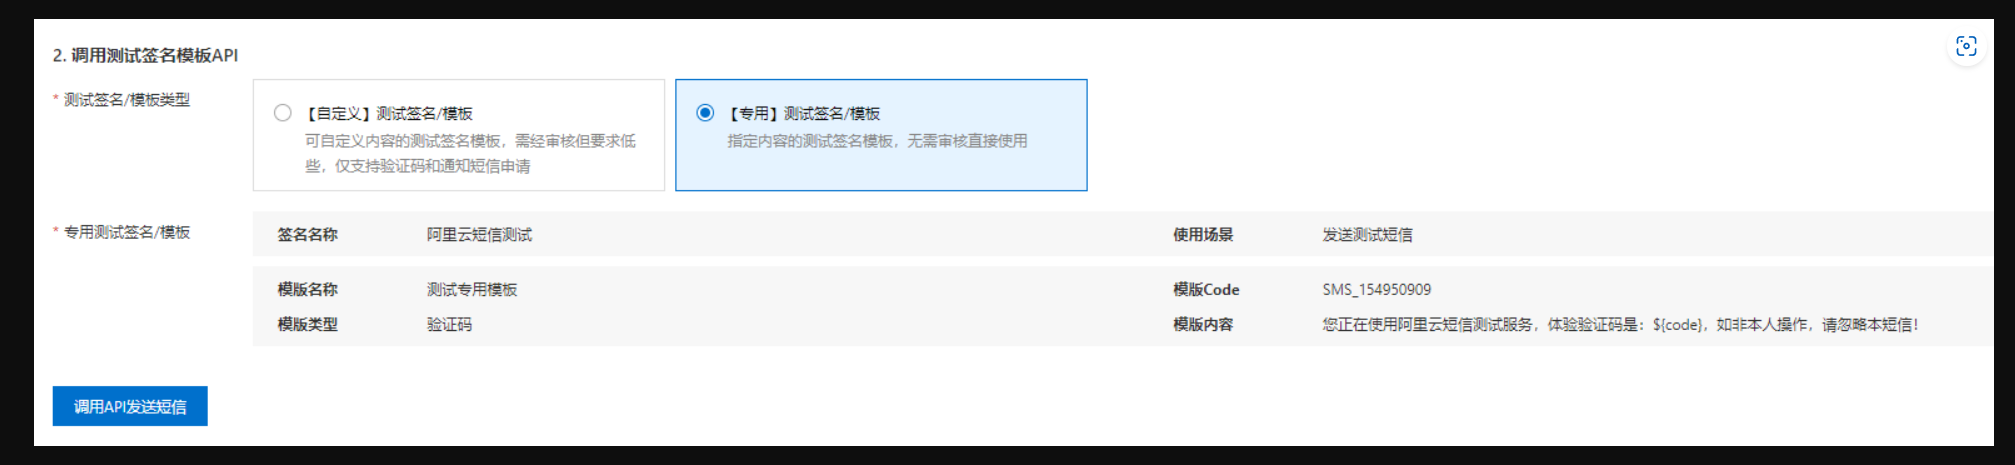 2. 调用测试签名模板API
* 测试签名/模板类型
【自定义】测试签名/模板
可自定义内容的测试签名模板，需经审核但要求低
些，仅支持验证码和通知短信申请
【专用】测试签名/模板
指定内容的测试签名模板，无需审核直接使用
* 专用测试签名/模板
签名名称 阿里云短信测试 使用场景 发送测试短信
模版名称 测试专用模板 模版Code SMS_154950909
模版类型 验证码 模版内容 您正在使用阿里云短信测试服务，体验验证码是：${code}，如非本人操作，请忽略本短信！
调用API发送短信